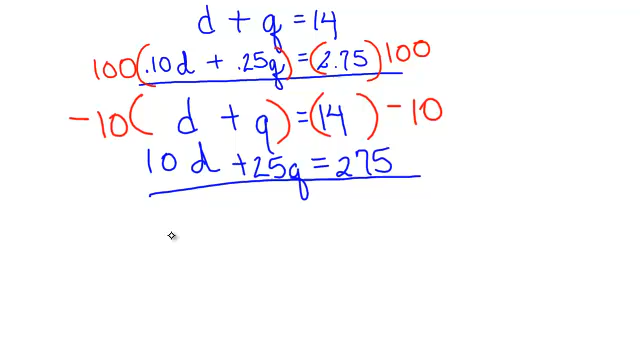 d + q = 14
100(.10d + .25q) = (2.75)100
-10( d + q ) = ( 14 ) -10
10d + 25q = 275